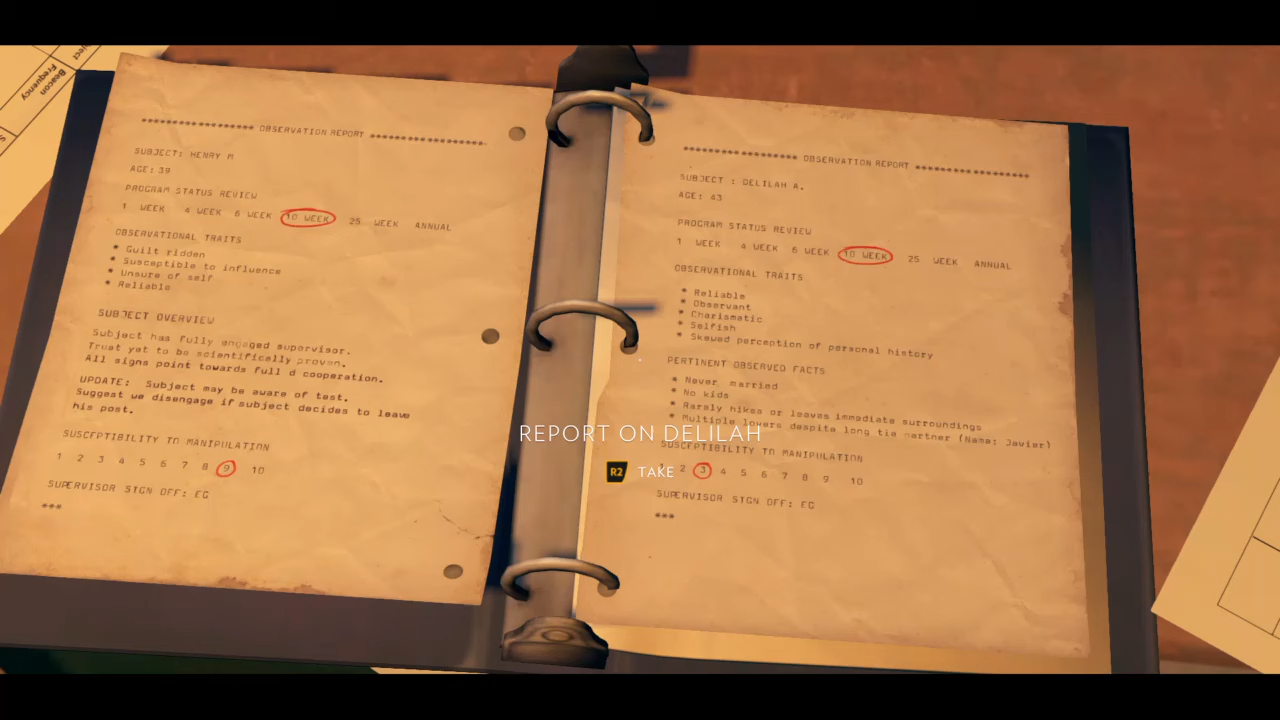 Beacon
Frequency
******************* OBSERVATION REPORT *******************
SUBJECT: HENRY M
AGE: 39
PROGRAM STATUS REVIEW
1 WEEK 4 WEEK 6 WEEK 10 WEEK 25 WEEK ANNUAL
OBSERVATIONAL TRAITS
* Guilt ridden
* Susceptible to influence
* Unsure of self
* Reliable
SUBJECT OVERVIEW
Subject has fully engaged supervisor.
Trust yet to be scientifically proven.
All signs point towards full d cooperation.
UPDATE: Subject may be aware of test.
Suggest we disengage if subject decides to leave
his post.
SUSCEPTIBILITY TO MANIPULATION
1 2 3 4 5 6 7 8 9 10
SUPERVISOR SIGN OFF: EG
***
******************* OBSERVATION REPORT *******************
SUBJECT : DELILAH A.
AGE: 43
PROGRAM STATUS REVIEW
1 WEEK 4 WEEK 6 WEEK 10 WEEK 25 WEEK ANNUAL
OBSERVATIONAL TRAITS
* Reliable
* Observant
* Charismatic
* Selfish
* Skewed perception of personal history
PERTINENT OBSERVED FACTS
* Never married
* No kids
* Rarely hikes or leaves immediate surroundings
* Multiple lovers despite long tie partner (Name: Javier)
SUSCEPTIBILITY TO MANIPULATION
2 3 4 5 6 7 8 9 10
SUPERVISOR SIGN OFF: EG
***
REPORT ON DELILAH
R2 TAKE